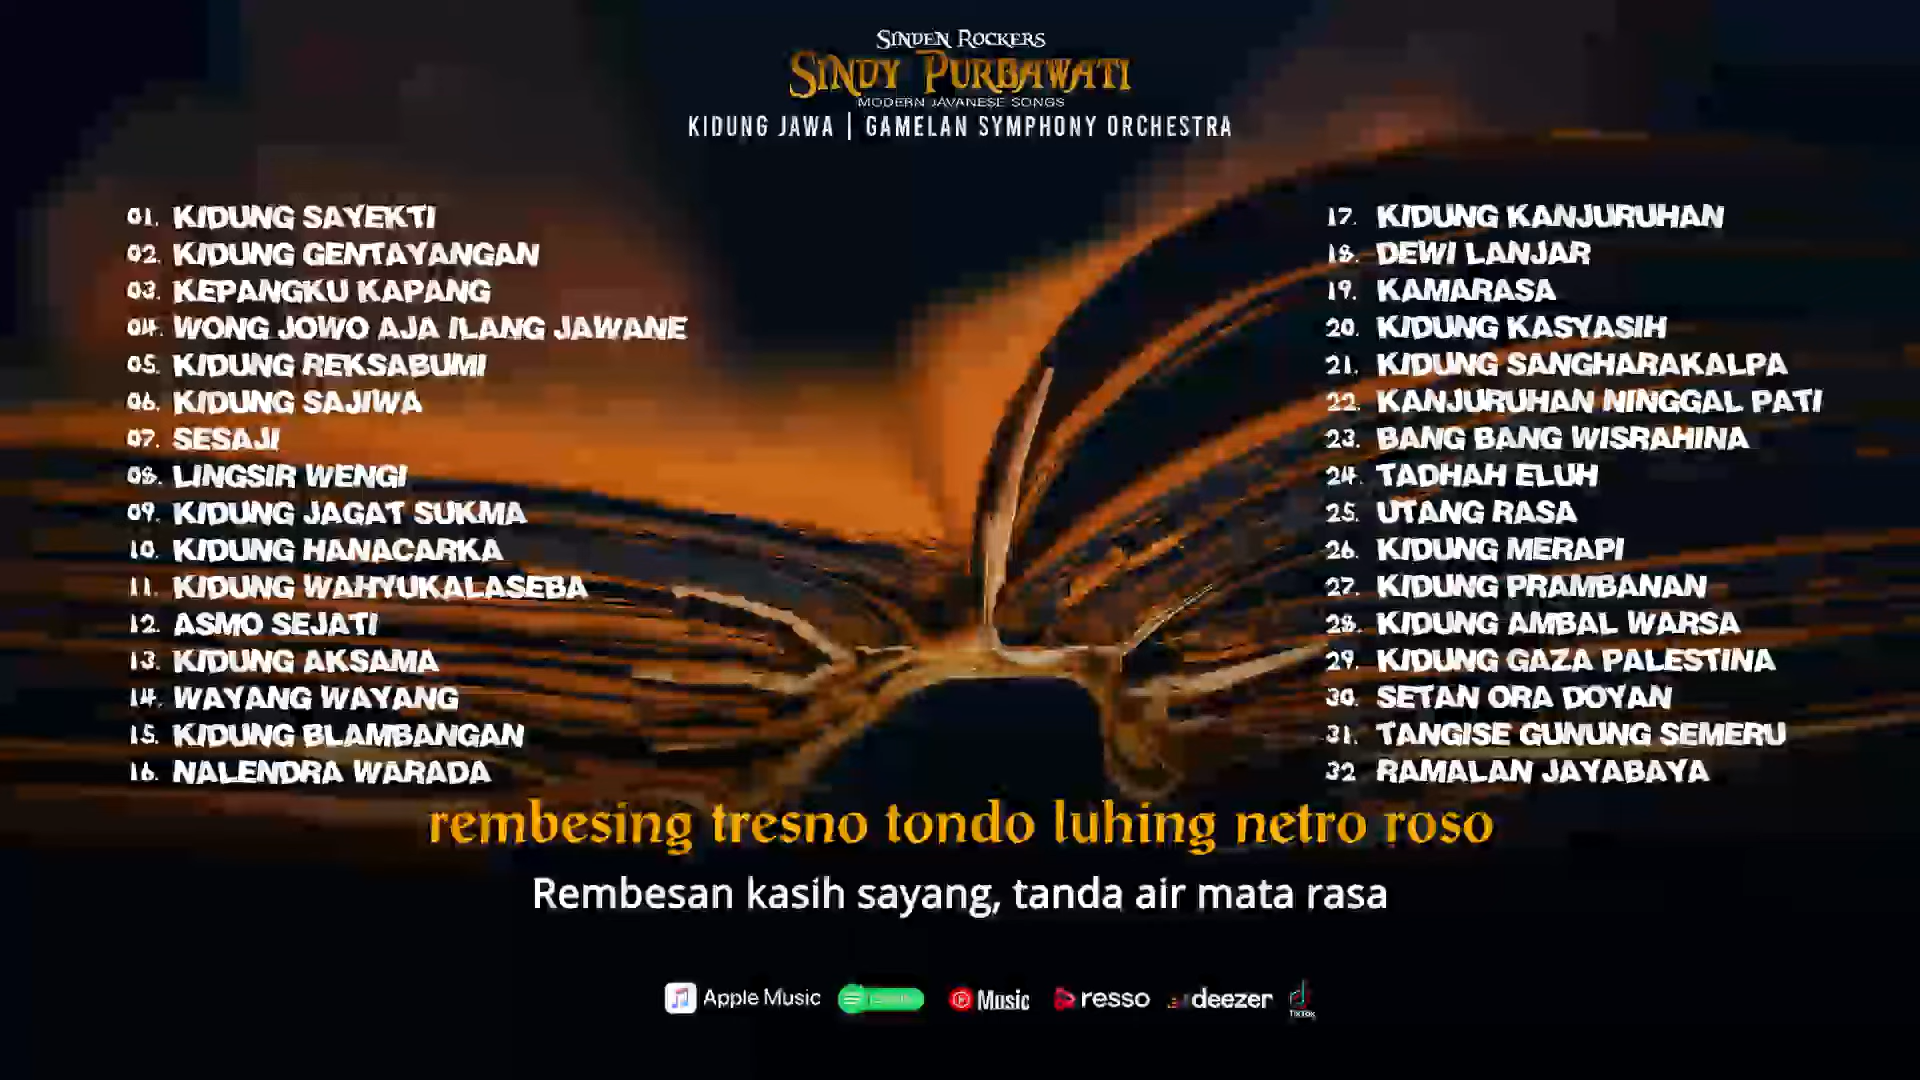 SINDEN ROCKERS
SINDY PURBAWATI
MODERN JAVANESE SONGS
KIDUNG JAWA | GAMELAN SYMPHONY ORCHESTRA
01. KIDUNG SAYEKTI
02. KIDUNG GENTAYANGAN
03. KEPANGKU KAPANG
04. WONG JOWO AJA ILANG JAWANE
05. KIDUNG REKSABUMI
06. KIDUNG SAJIWA
07. SESAJI
08. LINGSIR WENGI
09. KIDUNG JAGAT SUKMA
10. KIDUNG HANACARKA
11. KIDUNG WAHYUKALASEBA
12. ASMO SEJATI
13. KIDUNG AKSAMA
14. WAYANG WAYANG
15. KIDUNG BLAMBANGAN
16. NALENDRA WARADA
17. KIDUNG KANJURUHAN
18. DEWI LANJAR
19. KAMARASA
20. KIDUNG KASYASIH
21. KIDUNG SANGHARAKALPA
22. KANJURUHAN NINGGAL PATI
23. BANG BANG WISRAHINA
24. TADHAH ELUH
25. UTANG RASA
26. KIDUNG MERAPI
27. KIDUNG PRAMBANAN
28. KIDUNG AMBAL WARSA
29. KIDUNG GAZA PALESTINA
30. SETAN ORA DOYAN
31. TANGISE GUNUNG SEMERU
32 RAMALAN JAYABAYA
rembesing tresno tondo luhing netro roso
Rembesan kasih sayang, tanda air mata rasa
Apple Music
Music
resso
deezer
TikTok